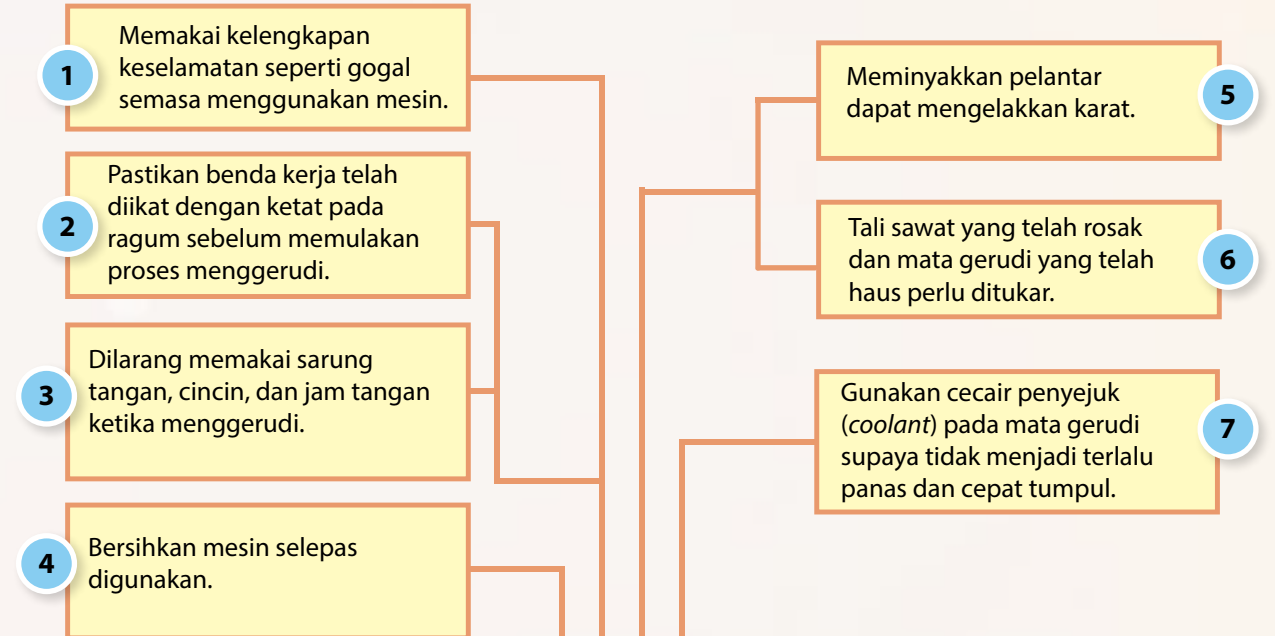 1
Memakai kelengkapan
keselamatan seperti gogal
semasa menggunakan mesin.
2
Pastikan benda kerja telah
diikat dengan ketat pada
ragum sebelum memulakan
proses menggerudi.
3
Dilarang memakai sarung
tangan, cincin, dan jam tangan
ketika menggerudi.
4
Bersihkan mesin selepas
digunakan.
Meminyakkan pelantar
dapat mengelakkan karat.
5
Tali sawat yang telah rosak
dan mata gerudi yang telah
haus perlu ditukar.
6
Gunakan cecair penyejuk
(coolant) pada mata gerudi
supaya tidak menjadi terlalu
panas dan cepat tumpul.
7